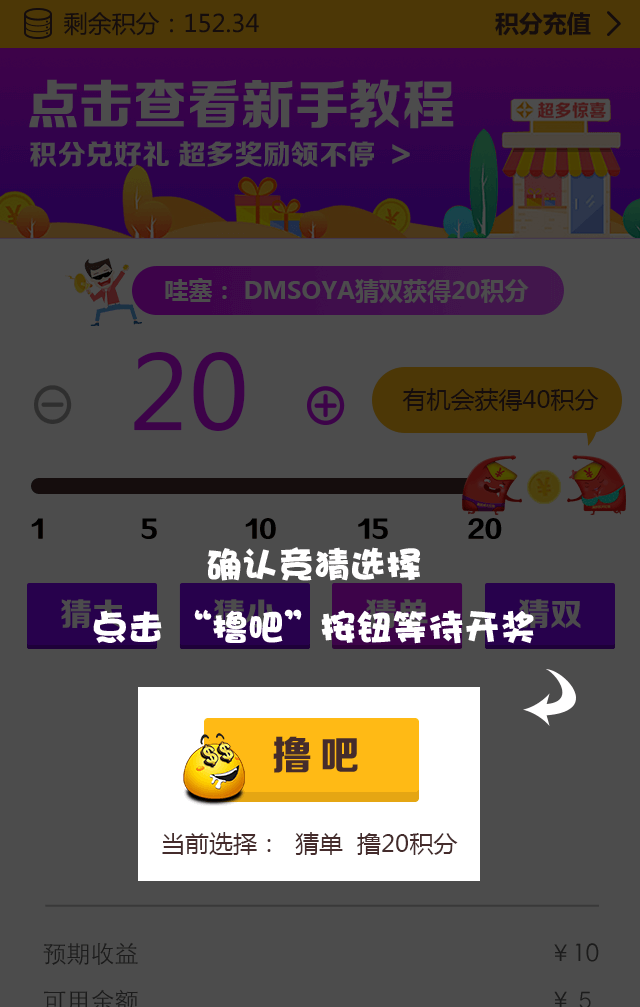 剩余积分：152.34 积分充值
点击查看新手教程
超多惊喜
积分兑好礼 超多奖励领不停 >
哇塞： DMSOYA猜双获得20积分
20
有机会获得40积分
1 5 10 15 20
确认竞猜选择
猜大 猜小 猜单 猜双
点击 “撸吧”按钮等待开奖
撸吧
当前选择： 猜单 撸20积分
预期收益 ¥10
可用金额 ¥ 5